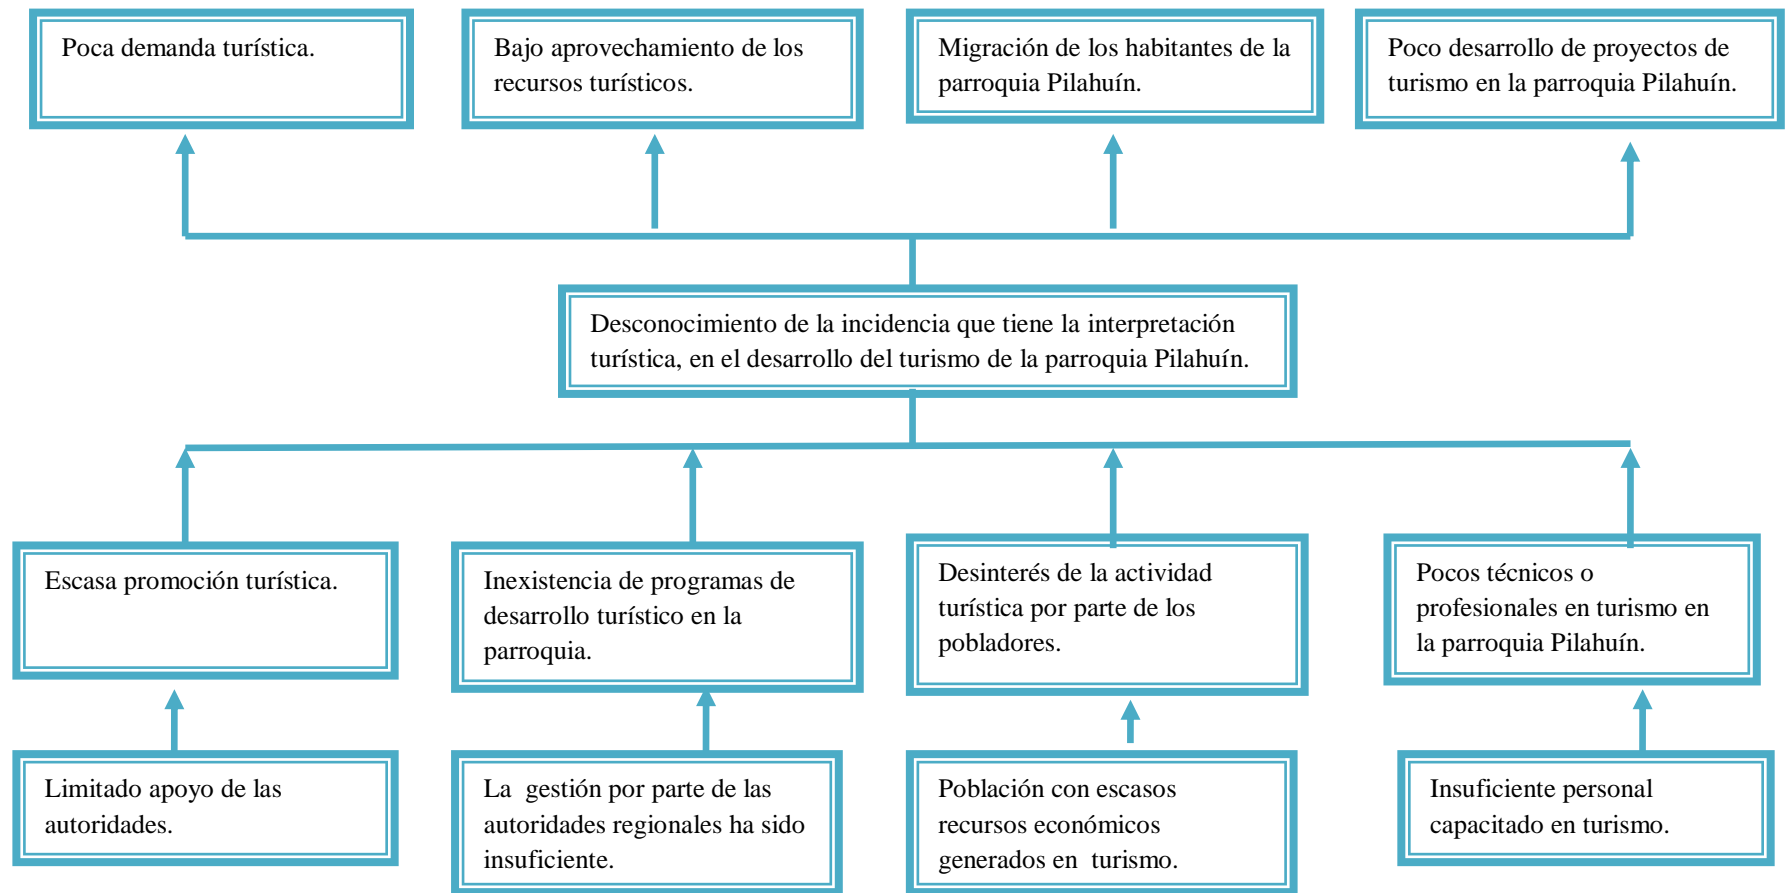 Poca demanda turística.
Bajo aprovechamiento de los
recursos turísticos.
Migración de los habitantes de la
parroquia Pilahuín.
Poco desarrollo de proyectos de
turismo en la parroquia Pilahuín.
Desconocimiento de la incidencia que tiene la interpretación
turística, en el desarrollo del turismo de la parroquia Pilahuín.
Escasa promoción turística.
Inexistencia de programas de
desarrollo turístico en la
parroquia.
Desinterés de la actividad
turística por parte de los
pobladores.
Pocos técnicos o
profesionales en turismo en
la parroquia Pilahuín.
Limitado apoyo de las
autoridades.
La  gestión por parte de las
autoridades regionales ha sido
insuficiente.
Población con escasos
recursos económicos
generados en  turismo.
Insuficiente personal
capacitado en turismo.